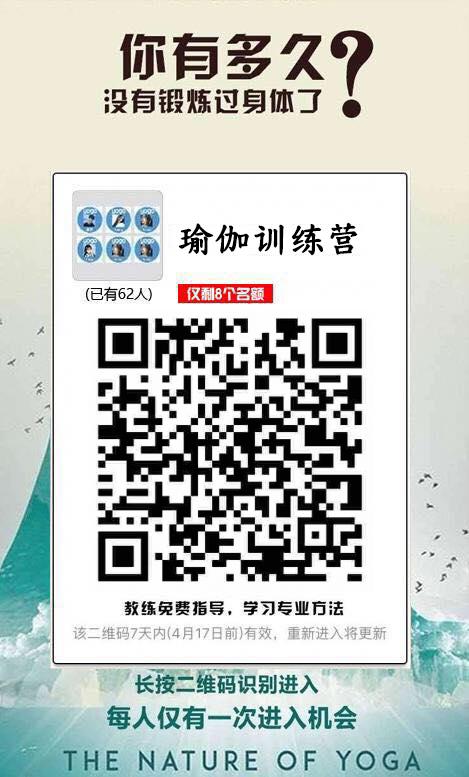 你有多久?
没有锻炼过身体了
瑜伽训练营
(已有62人)
仅剩8个名额
教练免费指导，学习专业方法
该二维码7天内(4月17日前)有效，重新进入将更新
长按二维码识别进入
每人仅有一次进入机会
THE NATURE OF YOGA